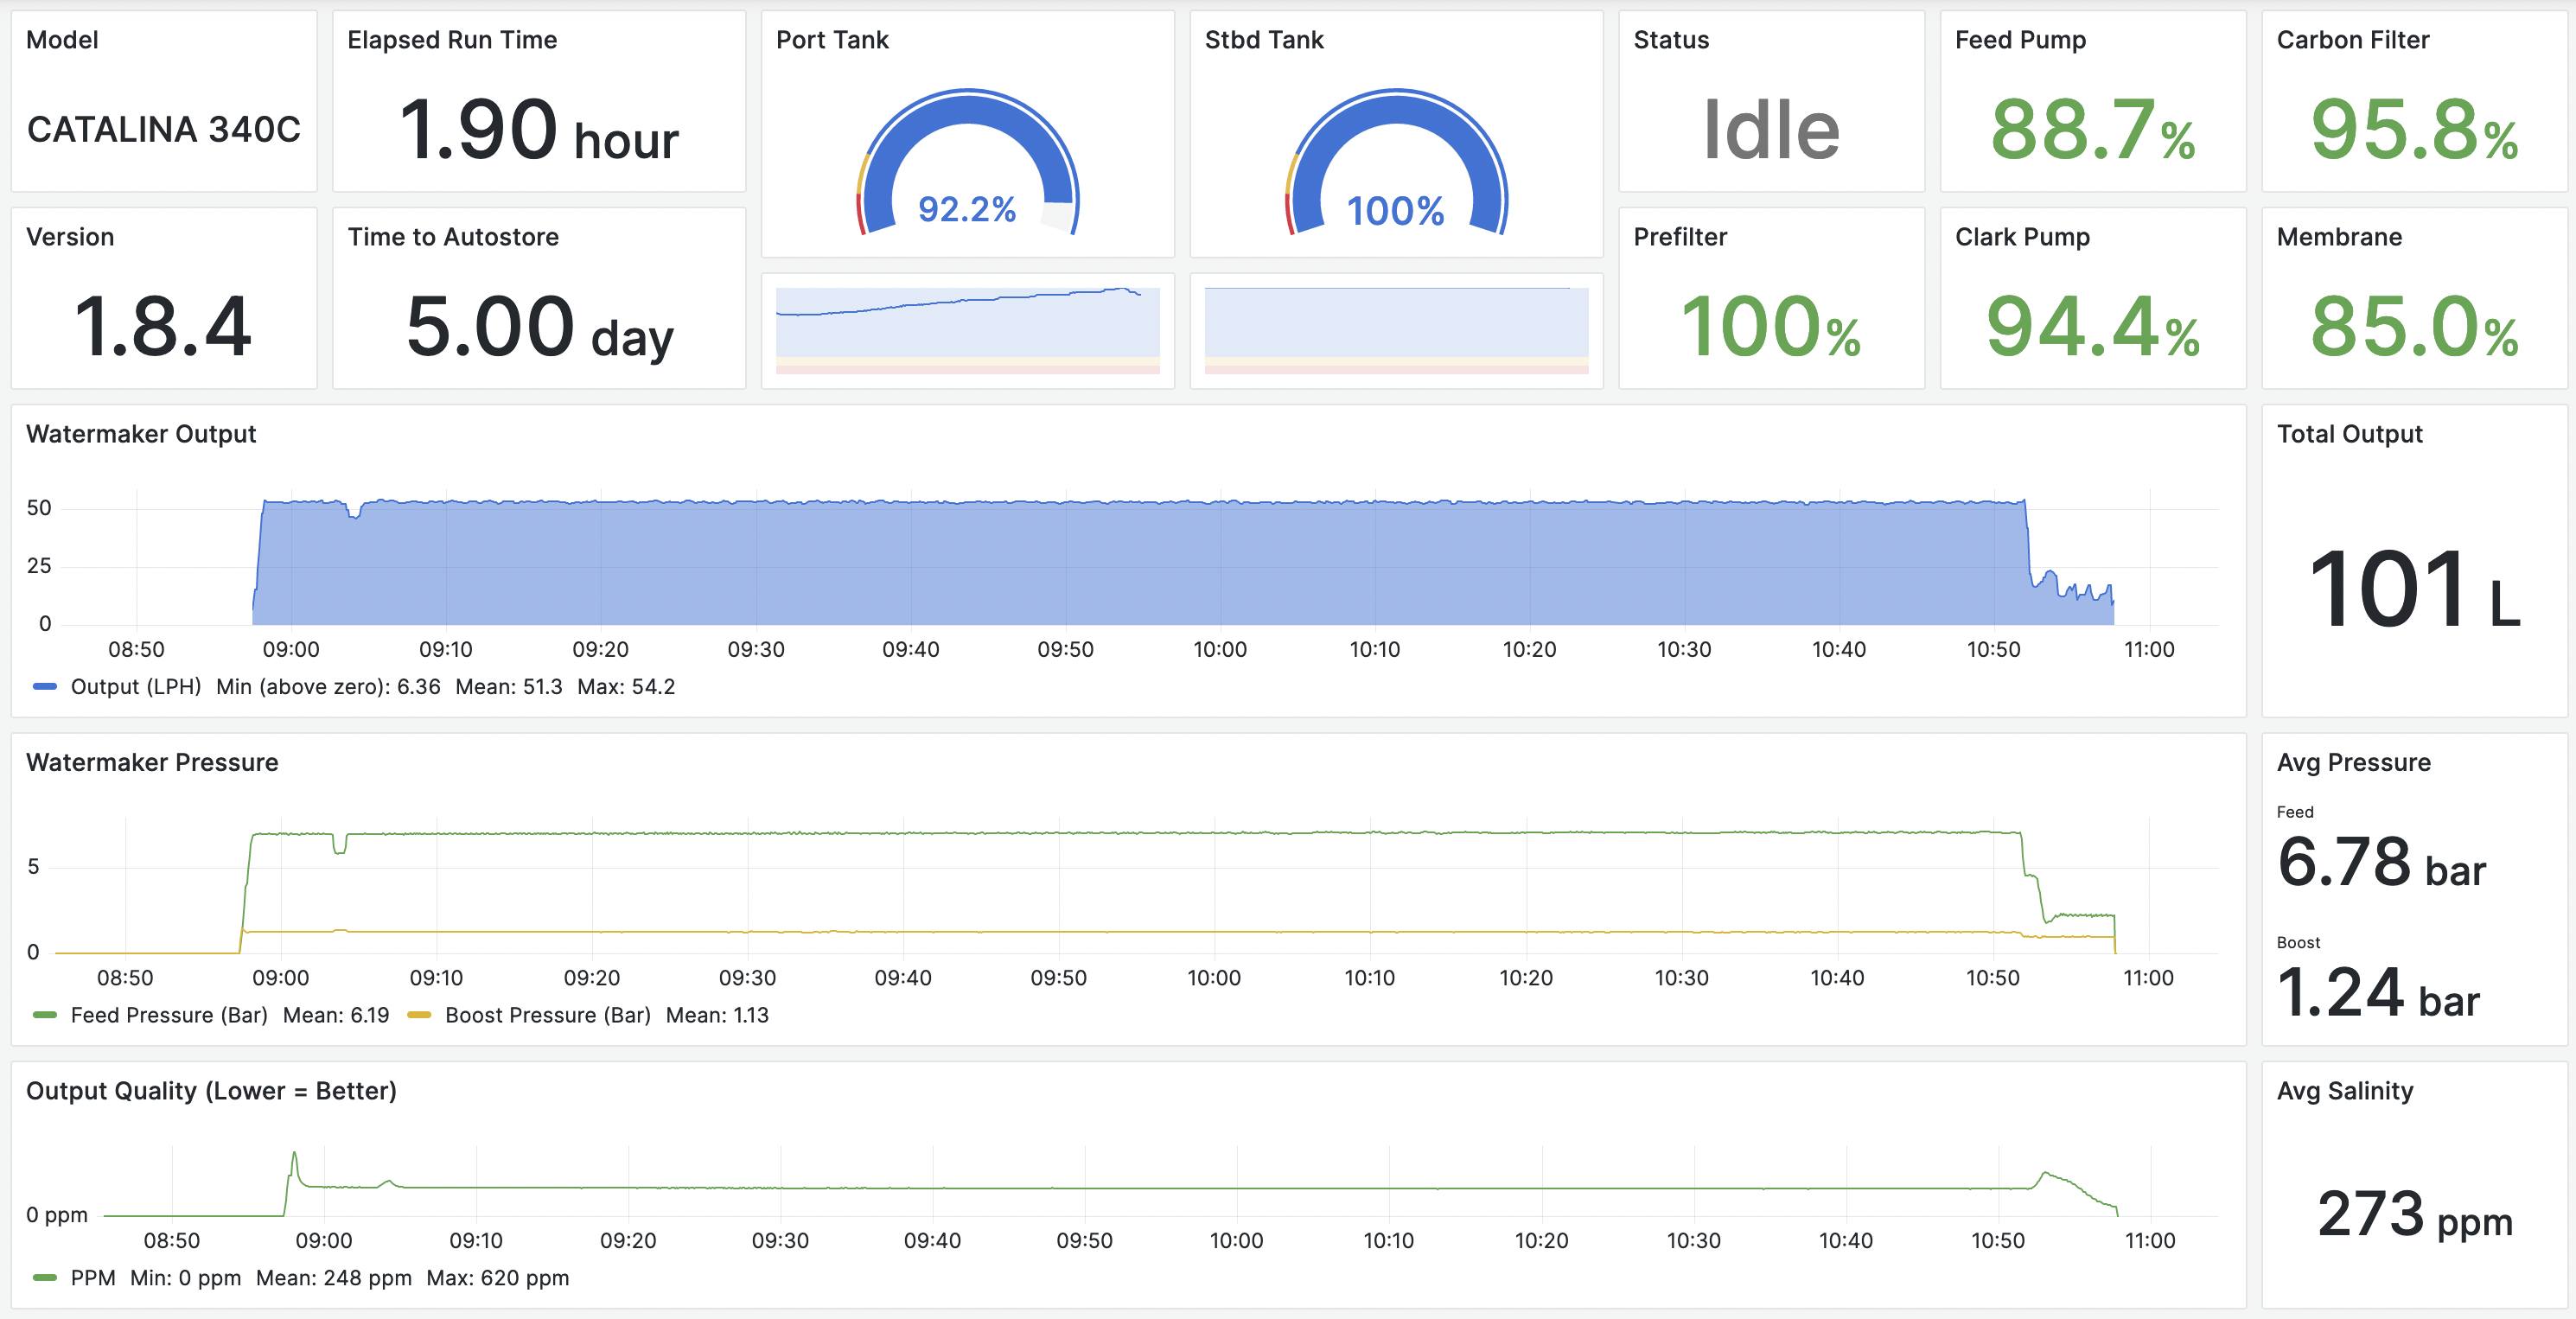 Model
CATALINA 340C
Elapsed Run Time
1.90 hour
Port Tank
92.2%
Stbd Tank
100%
Status
Idle
Feed Pump
88.7%
Carbon Filter
95.8%
Version
1.8.4
Time to Autostore
5.00 day
Prefilter
100%
Clark Pump
94.4%
Membrane
85.0%
Watermaker Output
50
25
0
08:50 09:00 09:10 09:20 09:30 09:40 09:50 10:00 10:10 10:20 10:30 10:40 10:50 11:00
Output (LPH) Min (above zero): 6.36 Mean: 51.3 Max: 54.2
Total Output
101 L
Watermaker Pressure
5
0
08:50 09:00 09:10 09:20 09:30 09:40 09:50 10:00 10:10 10:20 10:30 10:40 10:50 11:00
Feed Pressure (Bar) Mean: 6.19 Boost Pressure (Bar) Mean: 1.13
Avg Pressure
Feed
6.78 bar
Boost
1.24 bar
Output Quality (Lower = Better)
0 ppm
08:50 09:00 09:10 09:20 09:30 09:40 09:50 10:00 10:10 10:20 10:30 10:40 10:50 11:00
PPM Min: 0 ppm Mean: 248 ppm Max: 620 ppm
Avg Salinity
273 ppm